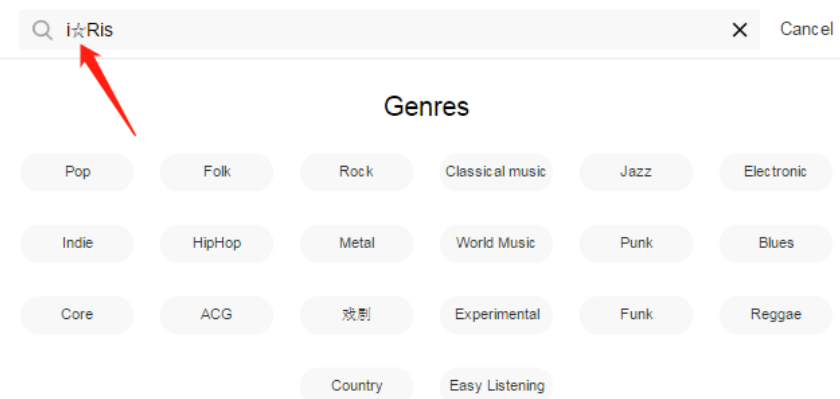 i☆Ris
Cancel
Genres
Pop
Folk
Rock
Classical music
Jazz
Electronic
Indie
HipHop
Metal
World Music
Punk
Blues
Core
ACG
戏剧
Experimental
Funk
Reggae
Country
Easy Listening